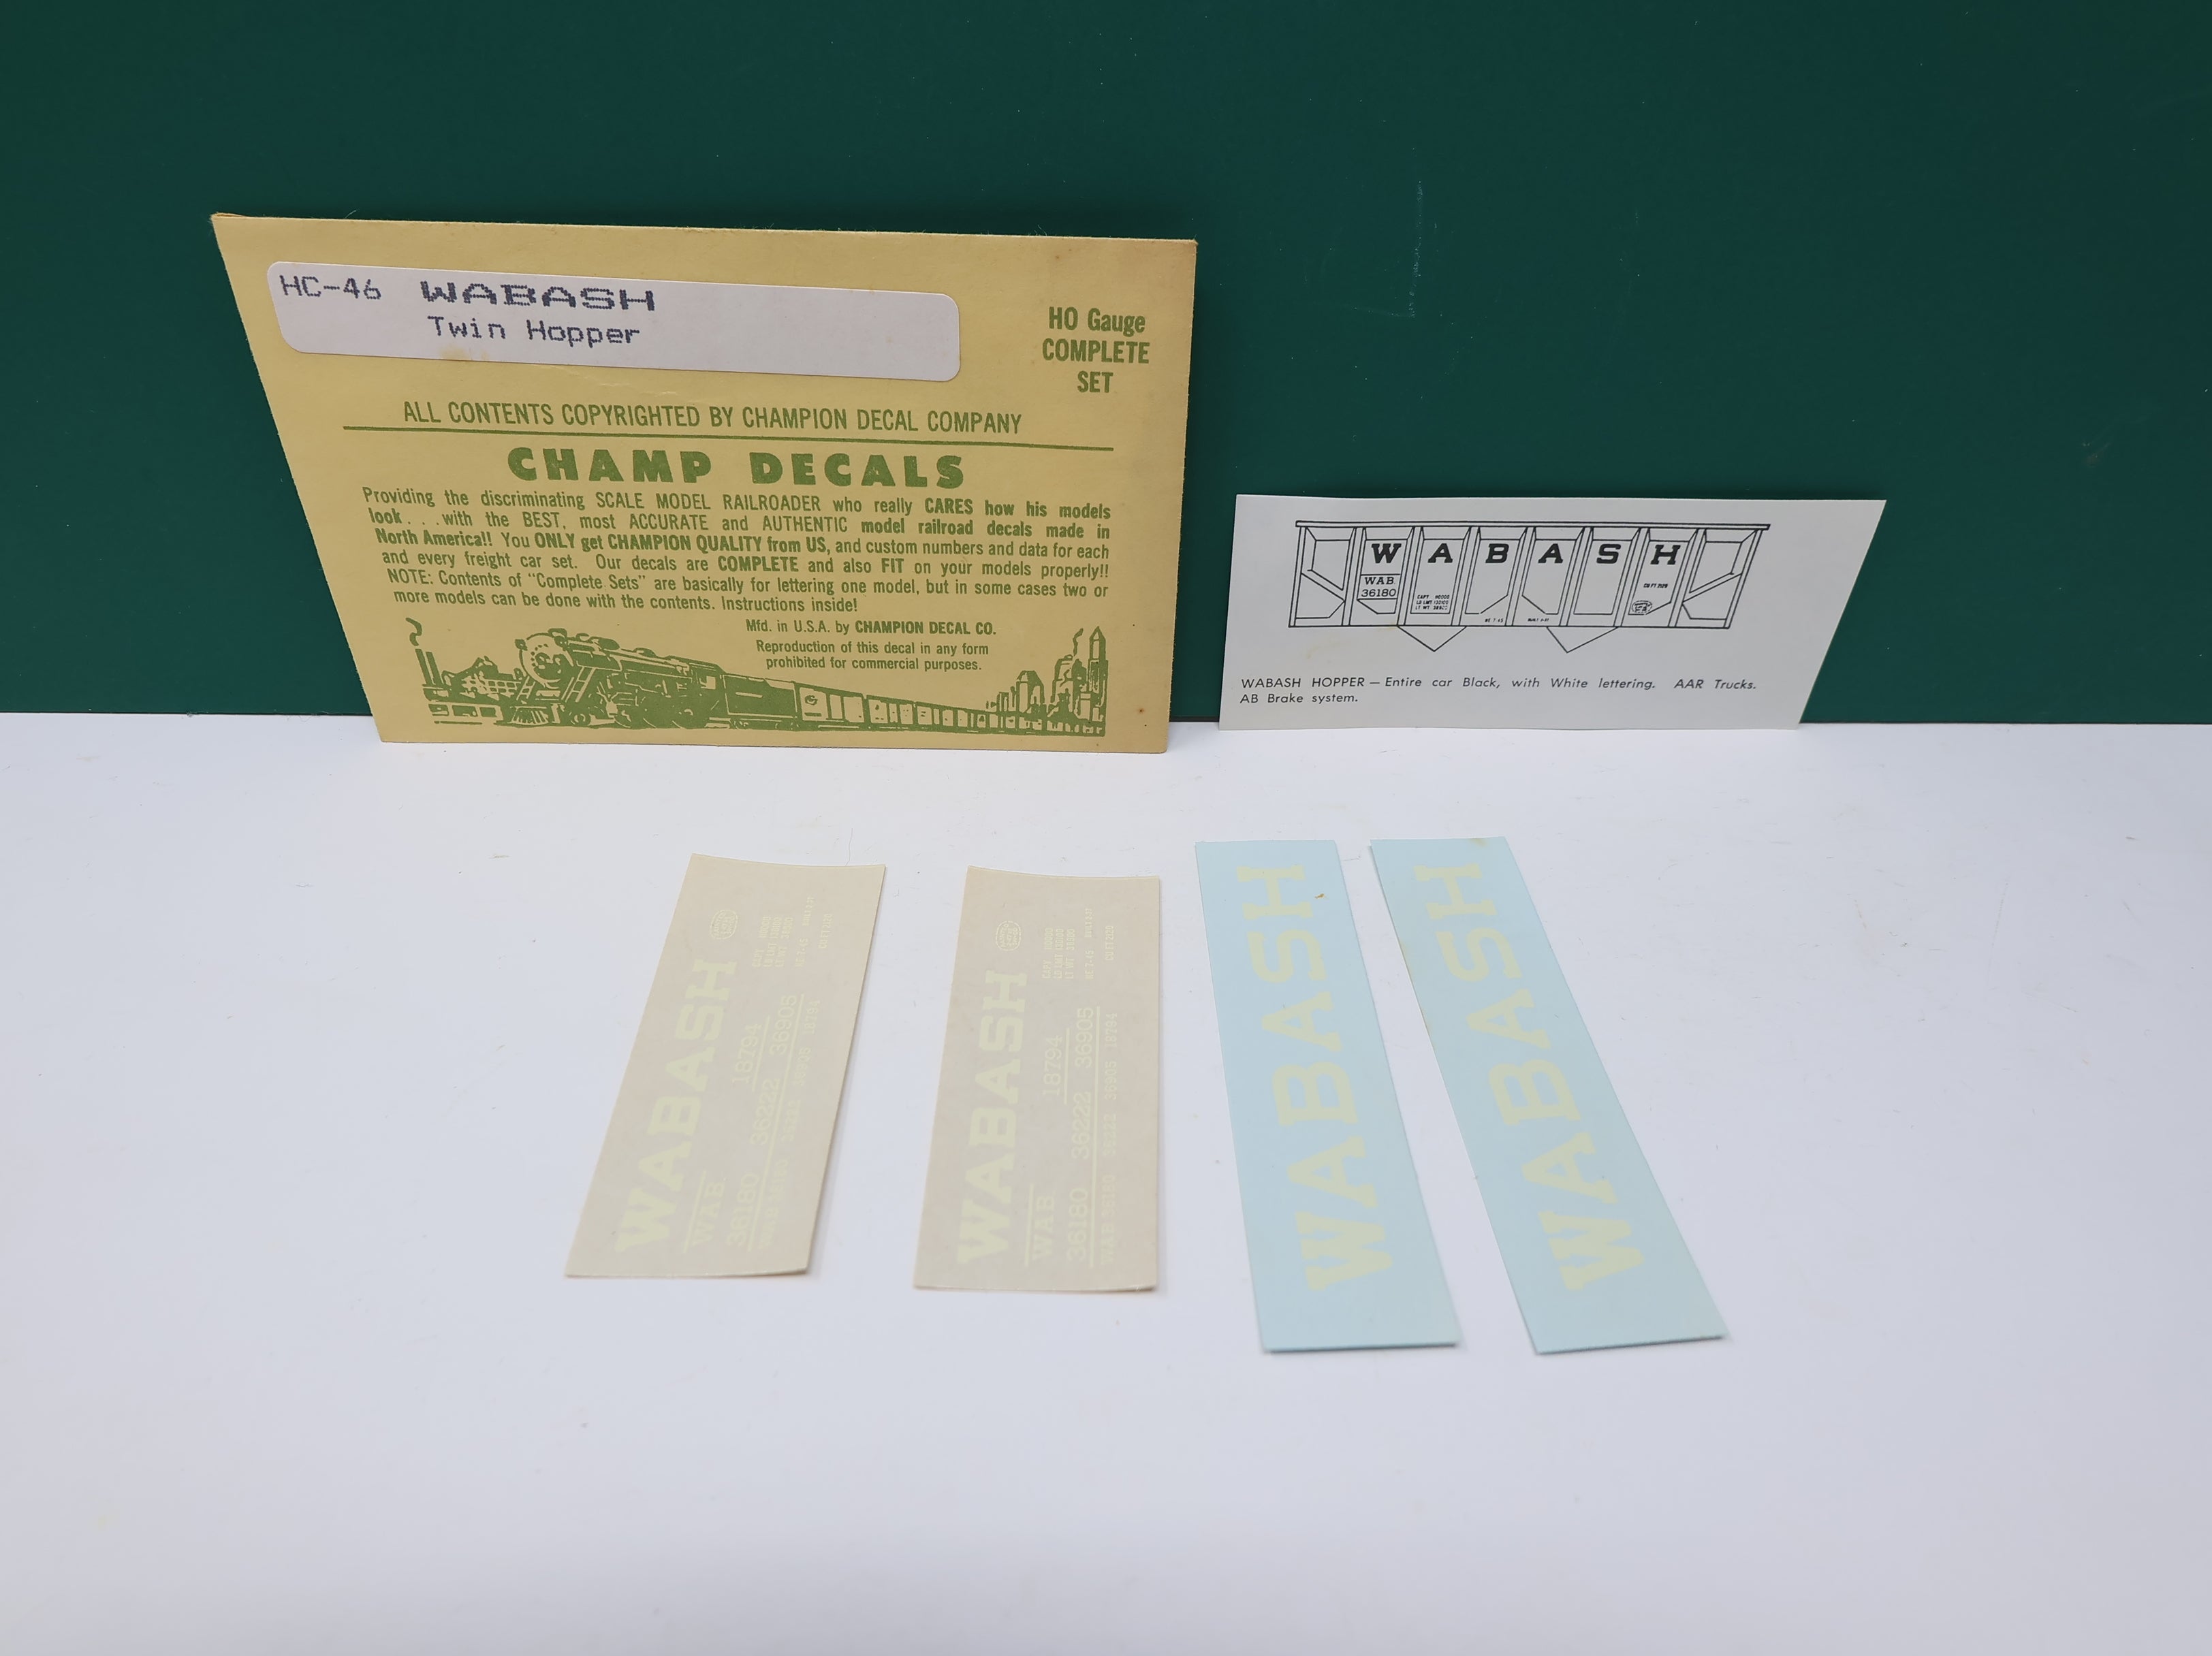 HC-46 WABASH
Twin Hopper
HO Gauge
COMPLETE
SET
ALL CONTENTS COPYRIGHTED BY CHAMPION DECAL COMPANY
CHAMP DECALS
Providing the discriminating SCALE MODEL RAILROADER who really CARES how his models
look . . . with the BEST, most ACCURATE and AUTHENTIC model railroad decals made in
North America!! You ONLY get CHAMPION QUALITY from US, and custom numbers and data for each
and every freight car set. Our decals are COMPLETE and also FIT on your models properly!!
NOTE: Contents of "Complete Sets" are basically for lettering one model, but in some cases two or
more models can be done with the contents. Instructions inside!
Mfd. in U.S.A. by CHAMPION DECAL CO.
Reproduction of this decal in any form
prohibited for commercial purposes.
WABASH
WAB.
36180
WABASH HOPPER — Entire car Black, with White lettering. AAR Trucks.
AB Brake system.
WABASH
WAB. 18794
36180 36222 36905
WABASH
WAB. 18794
36180 36222 36905
WAB 36180 36222 36905 18794
WABASH
WABASH